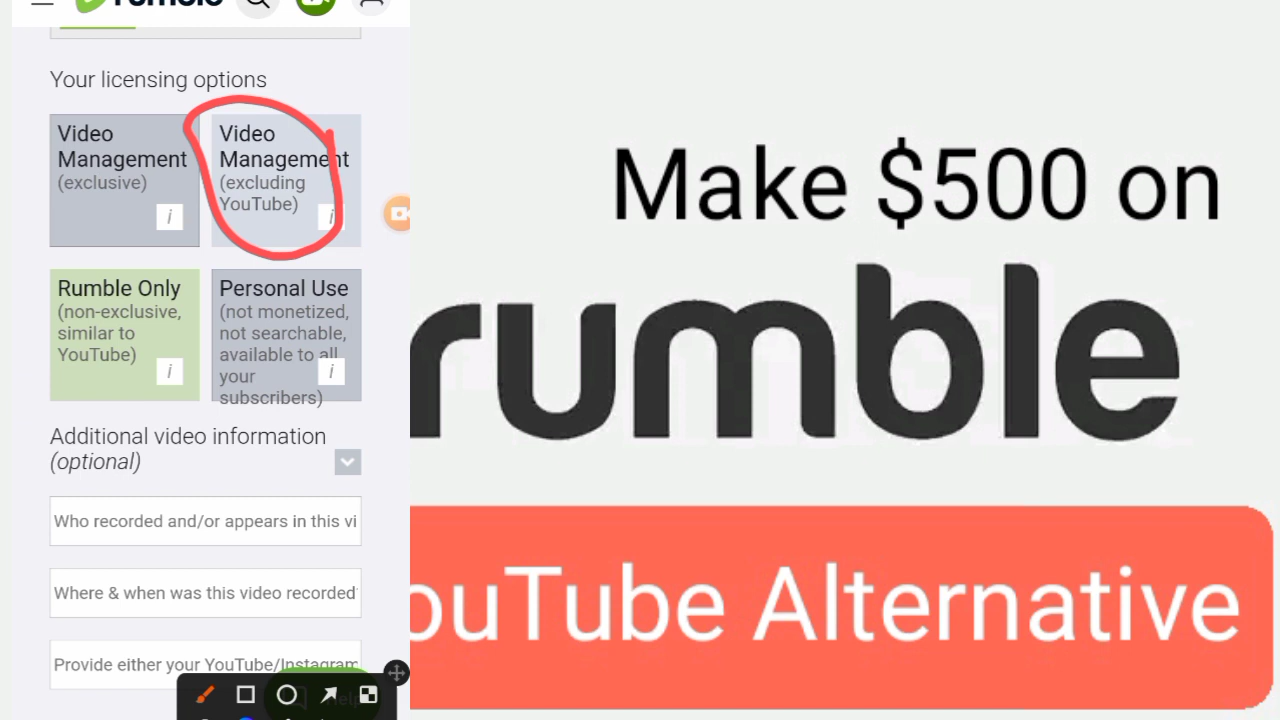 rumble
Your licensing options
Video
Management
(exclusive)
i
Video
Management
(excluding
YouTube)
i
Rumble Only
(non-exclusive,
similar to
YouTube)
i
Personal Use
(not monetized,
not searchable,
available to all
your
subscribers)
i
Additional video information
(optional)
Who recorded and/or appears in this vi
Where & when was this video recorded
Provide either your YouTube/Instagram
Make $500 on
rumble
ouTube Alternative